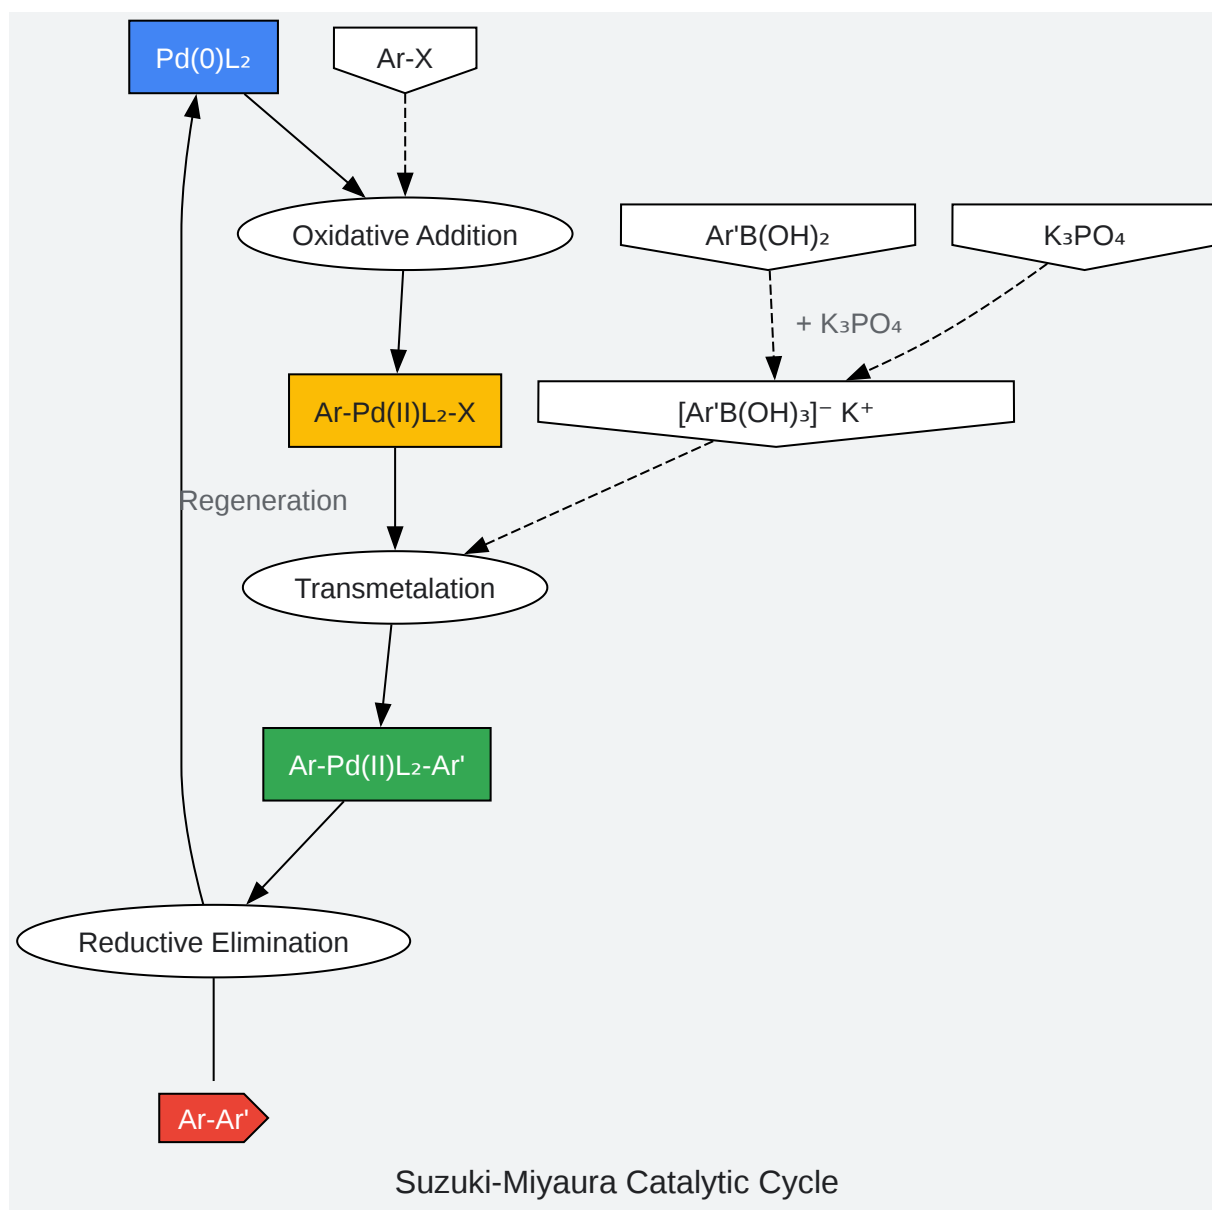 Pd(0)L₂
Ar-X
Oxidative Addition
Ar'B(OH)₂
K₃PO₄
+ K₃PO₄
Ar-Pd(II)L₂-X
[Ar'B(OH)₃]⁻ K⁺
Regeneration
Transmetalation
Ar-Pd(II)L₂-Ar'
Reductive Elimination
Ar-Ar'
Suzuki-Miyaura Catalytic Cycle